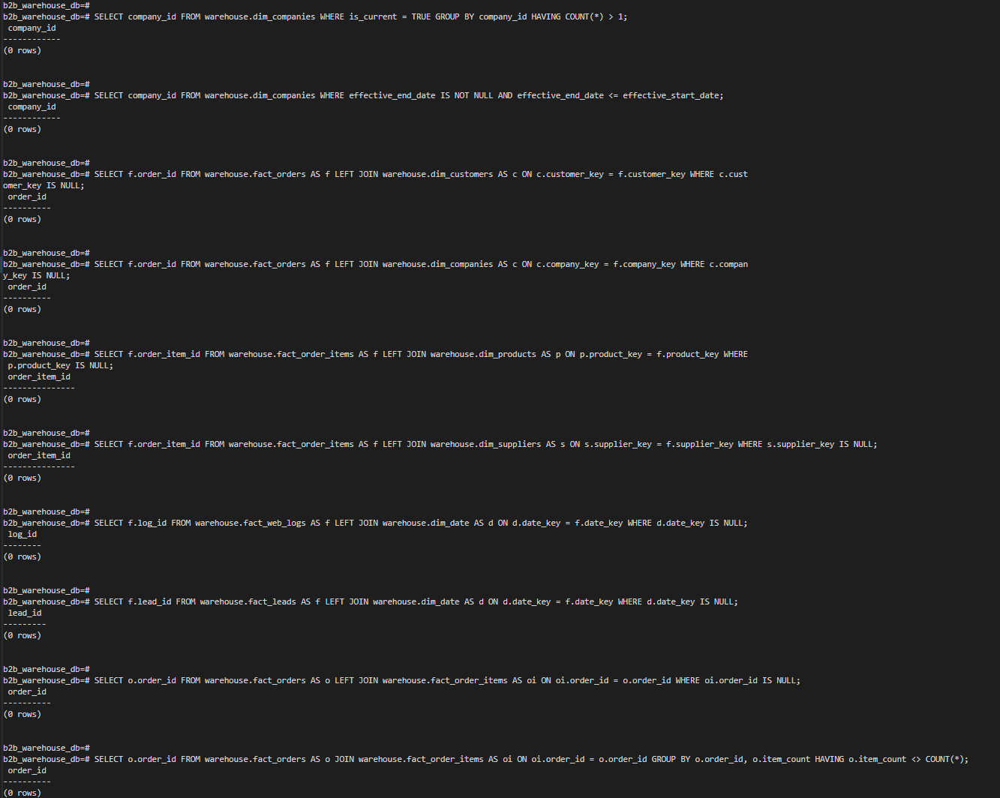 b2b_warehouse_db=#
b2b_warehouse_db=# SELECT company_id FROM warehouse.dim_companies WHERE is_current = TRUE GROUP BY company_id HAVING COUNT(*) > 1;
 company_id
------------
(0 rows)
b2b_warehouse_db=#
b2b_warehouse_db=# SELECT company_id FROM warehouse.dim_companies WHERE effective_end_date IS NOT NULL AND effective_end_date <= effective_start_date;
 company_id
------------
(0 rows)
b2b_warehouse_db=#
b2b_warehouse_db=# SELECT f.order_id FROM warehouse.fact_orders AS f LEFT JOIN warehouse.dim_customers AS c ON c.customer_key = f.customer_key WHERE c.cust
omer_key IS NULL;
 order_id
----------
(0 rows)
b2b_warehouse_db=#
b2b_warehouse_db=# SELECT f.order_id FROM warehouse.fact_orders AS f LEFT JOIN warehouse.dim_companies AS c ON c.company_key = f.company_key WHERE c.compan
y_key IS NULL;
 order_id
----------
(0 rows)
b2b_warehouse_db=#
b2b_warehouse_db=# SELECT f.order_item_id FROM warehouse.fact_order_items AS f LEFT JOIN warehouse.dim_products AS p ON p.product_key = f.product_key WHERE
 p.product_key IS NULL;
 order_item_id
---------------
(0 rows)
b2b_warehouse_db=#
b2b_warehouse_db=# SELECT f.order_item_id FROM warehouse.fact_order_items AS f LEFT JOIN warehouse.dim_suppliers AS s ON s.supplier_key = f.supplier_key WHERE s.supplier_key IS NULL;
 order_item_id
---------------
(0 rows)
b2b_warehouse_db=#
b2b_warehouse_db=# SELECT f.log_id FROM warehouse.fact_web_logs AS f LEFT JOIN warehouse.dim_date AS d ON d.date_key = f.date_key WHERE d.date_key IS NULL;
 log_id
--------
(0 rows)
b2b_warehouse_db=#
b2b_warehouse_db=# SELECT f.lead_id FROM warehouse.fact_leads AS f LEFT JOIN warehouse.dim_date AS d ON d.date_key = f.date_key WHERE d.date_key IS NULL;
 lead_id
---------
(0 rows)
b2b_warehouse_db=#
b2b_warehouse_db=# SELECT o.order_id FROM warehouse.fact_orders AS o LEFT JOIN warehouse.fact_order_items AS oi ON oi.order_id = o.order_id WHERE oi.order_id IS NULL;
 order_id
----------
(0 rows)
b2b_warehouse_db=#
b2b_warehouse_db=# SELECT o.order_id FROM warehouse.fact_orders AS o JOIN warehouse.fact_order_items AS oi ON oi.order_id = o.order_id GROUP BY o.order_id, o.item_count HAVING o.item_count <> COUNT(*);
 order_id
----------
(0 rows)